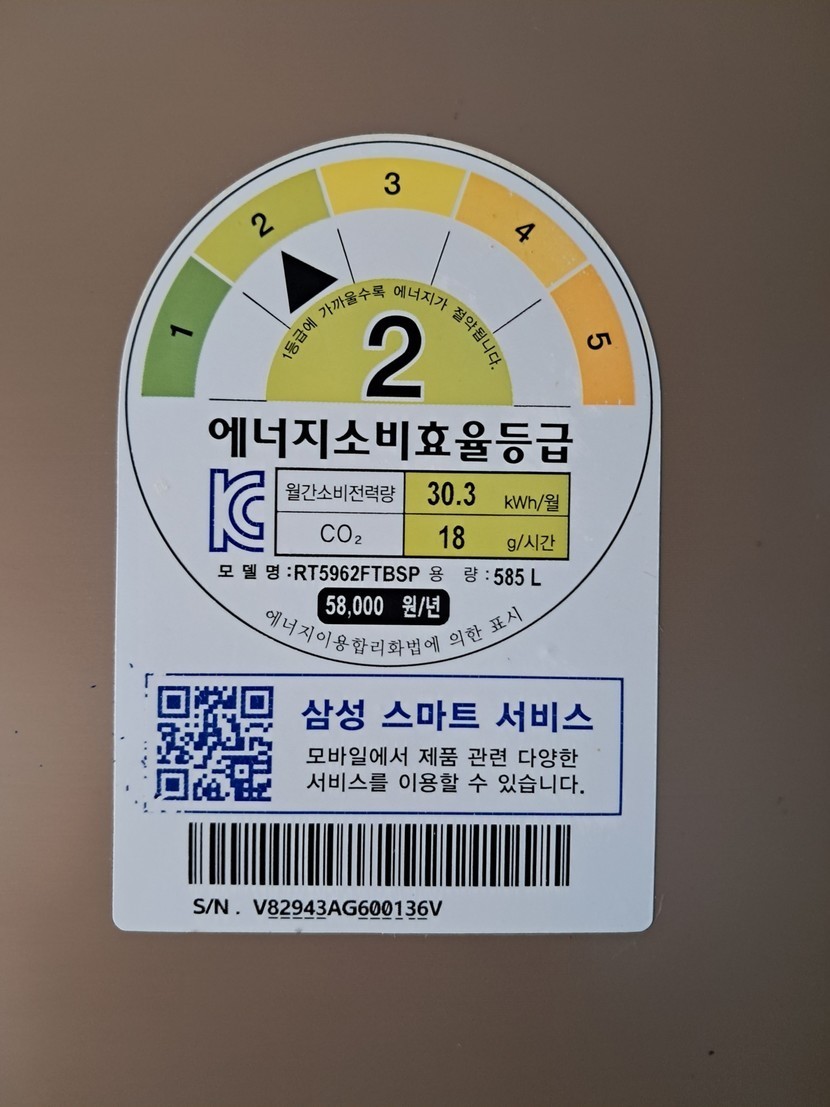 1
2
3
4
5
1등급에 가까울수록 에너지가 절약됩니다.
2
에너지소비효율등급
월간소비전력량 30.3 kWh/월
CO₂ 18 g/시간
모델명:RT5962FTBSP 용 량:585 L
58,000 원/년
에너지이용합리화법에 의한 표시
삼성 스마트 서비스
모바일에서 제품 관련 다양한
서비스를 이용할 수 있습니다.
S/N . V82943AG600136V